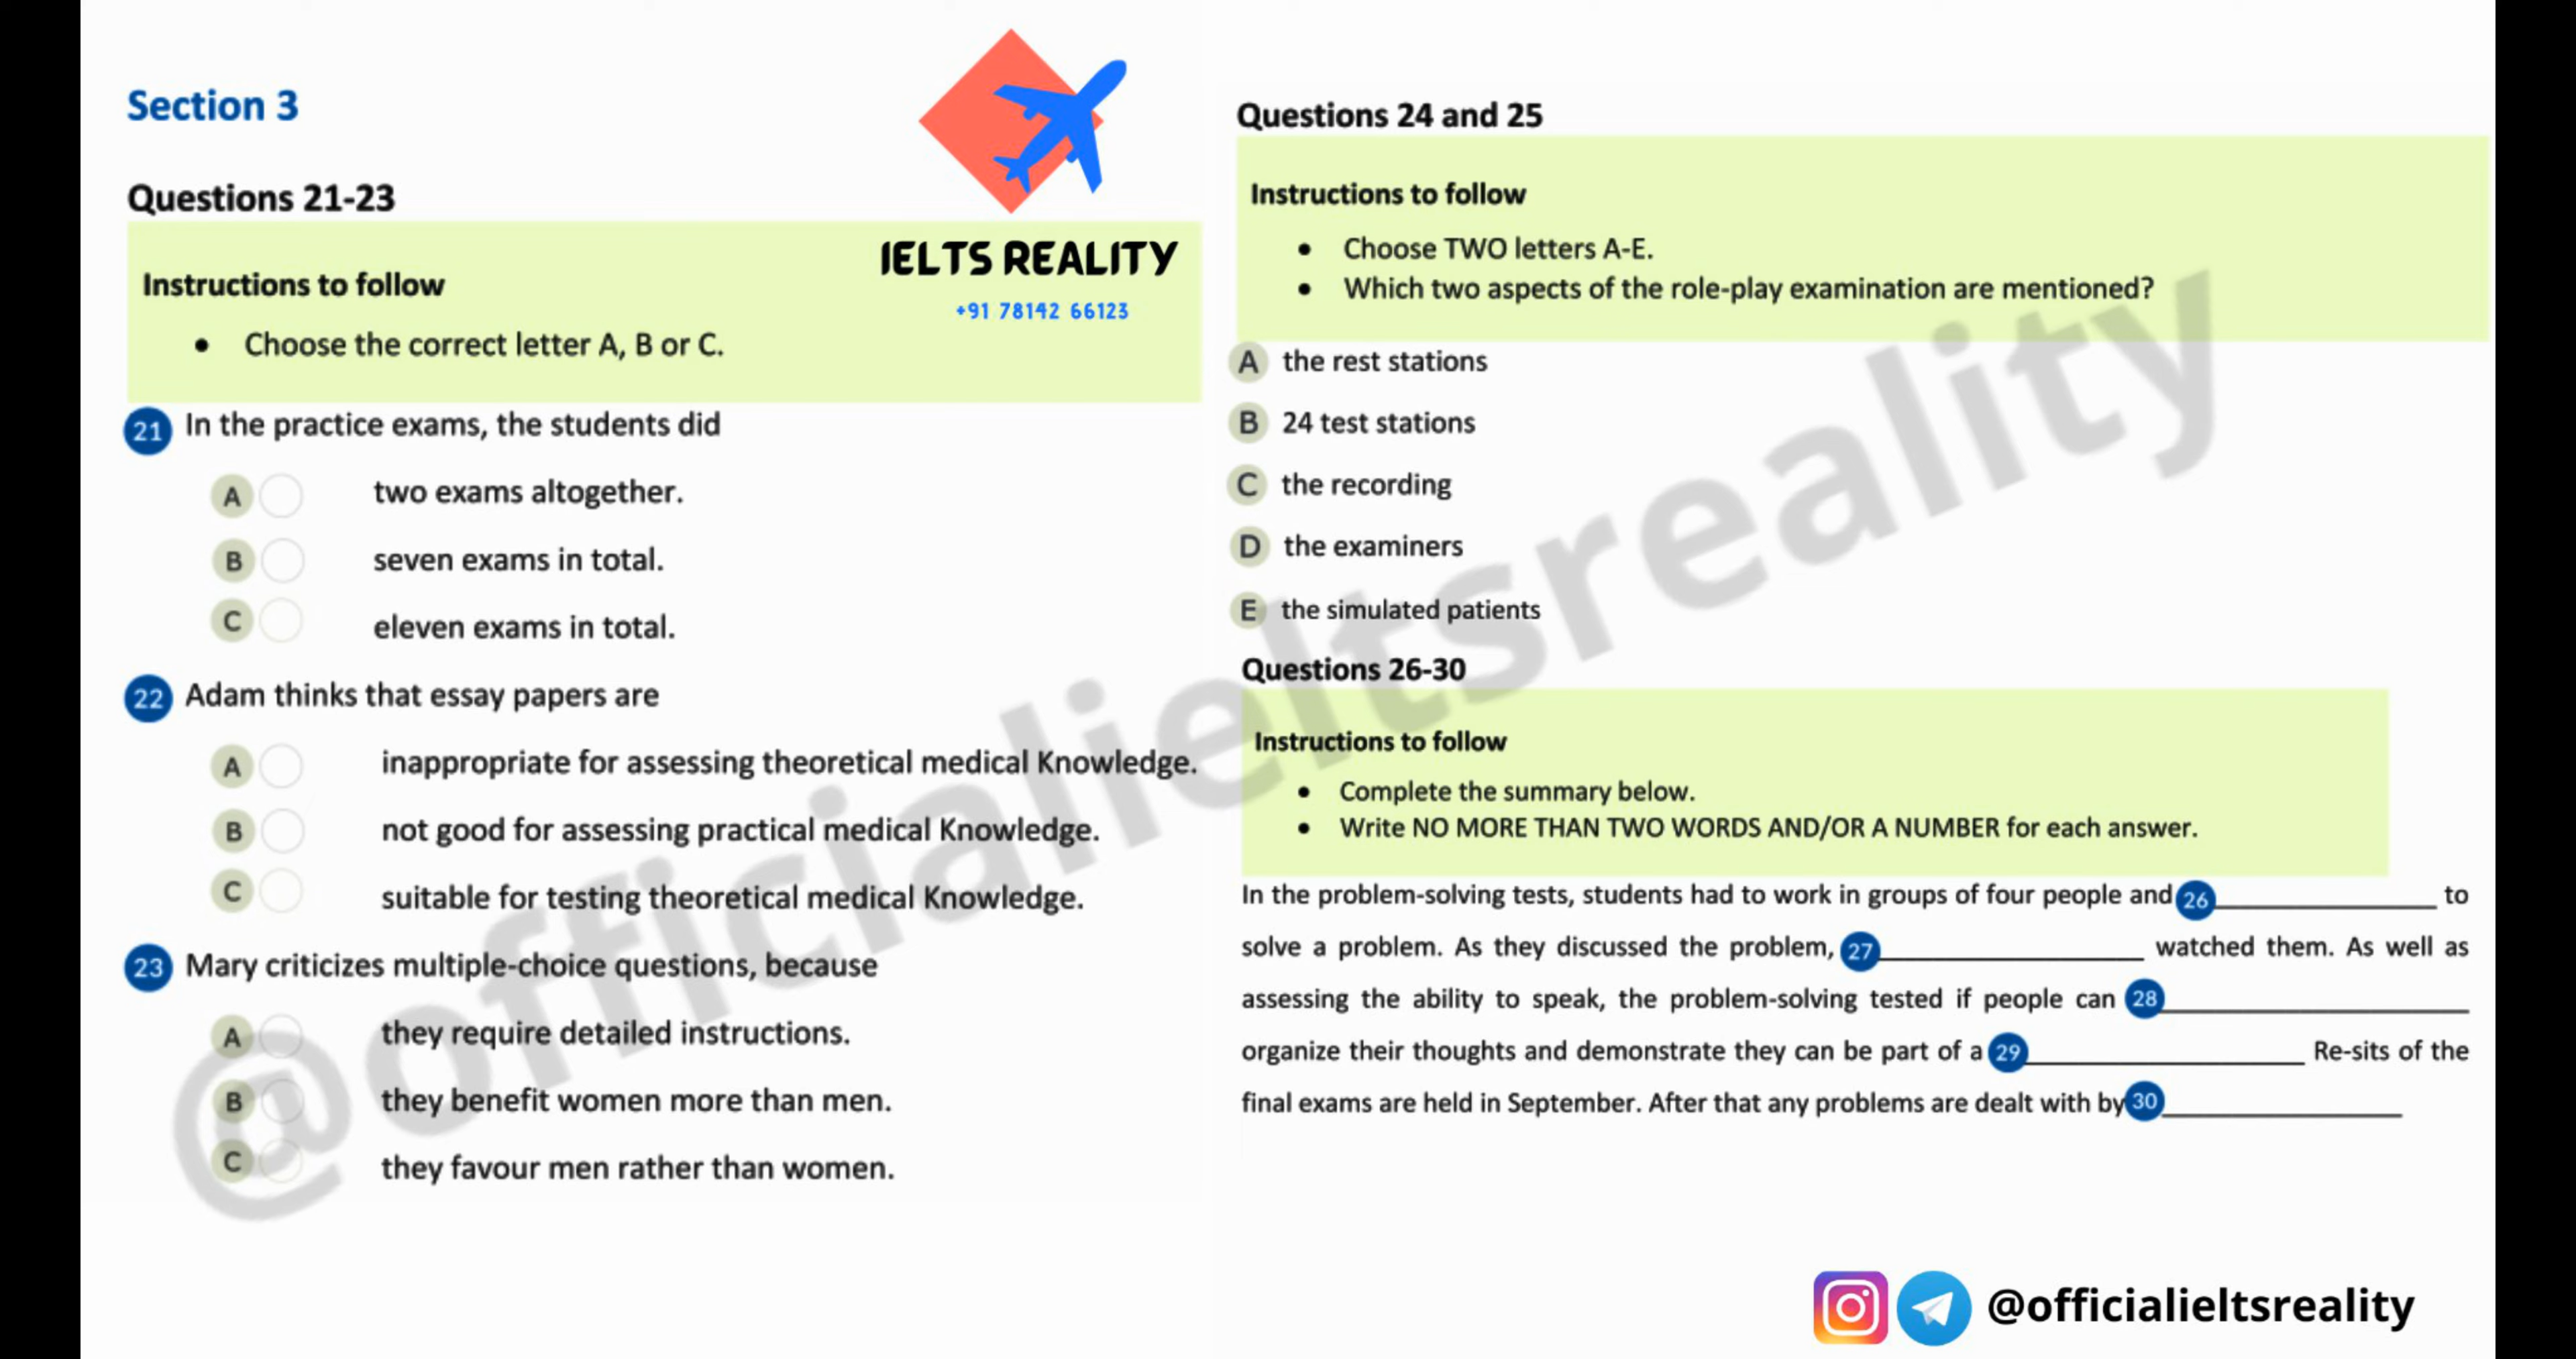 Section 3
Questions 21-23
IELTS REALITY
+91 78142 66123
Instructions to follow
• Choose the correct letter A, B or C.
21 In the practice exams, the students did
A two exams altogether.
B seven exams in total.
C eleven exams in total.
22 Adam thinks that essay papers are
A inappropriate for assessing theoretical medical Knowledge.
B not good for assessing practical medical Knowledge.
C suitable for testing theoretical medical Knowledge.
23 Mary criticizes multiple-choice questions, because
A they require detailed instructions.
B they benefit women more than men.
C they favour men rather than women.
Questions 24 and 25
Instructions to follow
• Choose TWO letters A-E.
• Which two aspects of the role-play examination are mentioned?
A the rest stations
B 24 test stations
C the recording
D the examiners
E the simulated patients
Questions 26-30
Instructions to follow
• Complete the summary below.
• Write NO MORE THAN TWO WORDS AND/OR A NUMBER for each answer.
In the problem-solving tests, students had to work in groups of four people and 26 ____________ to
solve a problem. As they discussed the problem, 27 ____________ watched them. As well as
assessing the ability to speak, the problem-solving tested if people can 28 ____________
organize their thoughts and demonstrate they can be part of a 29 ____________ Re-sits of the
final exams are held in September. After that any problems are dealt with by 30 ____________
@officialieltsreality
@officialieltsreality